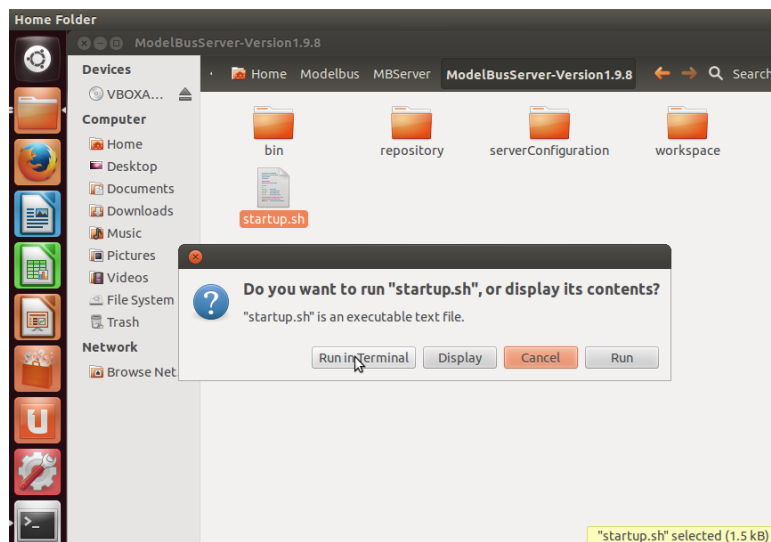 Home Folder
ModelBusServer-Version1.9.8
Devices
Home Modelbus MBServer ModelBusServer-Version1.9.8 Search
VBOXA...
Computer
Home
Desktop
Documents
Downloads
Music
Pictures
Videos
File System
Trash
Network
Browse Net
bin repository serverConfiguration workspace
startup.sh
Do you want to run "startup.sh", or display its contents?
"startup.sh" is an executable text file.
Run in Terminal Display Cancel Run
"startup.sh" selected (1.5 kB)